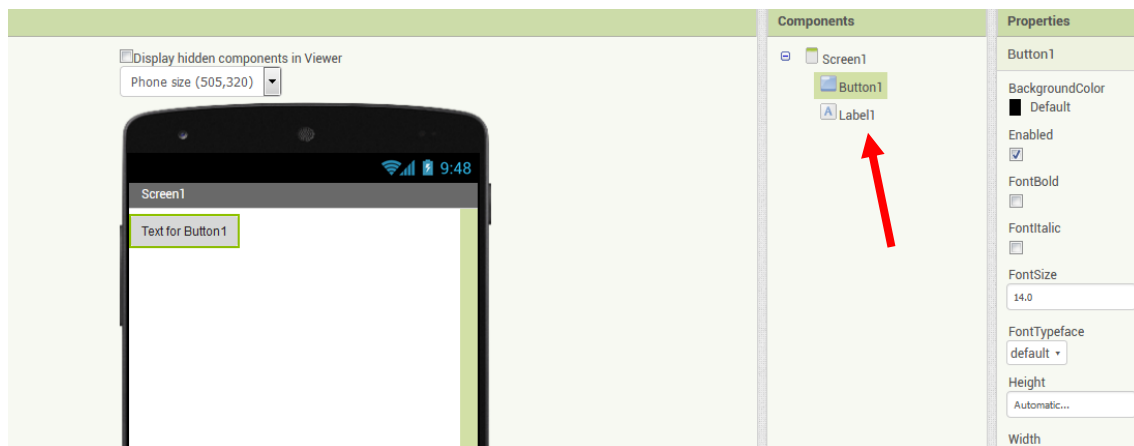 Components
Properties
Display hidden components in Viewer
Phone size (505,320)
9:48
Screen1
Text for Button1
Screen1
Button1
A Label1
Button1
BackgroundColor
Default
Enabled
FontBold
FontItalic
FontSize
14.0
FontTypeface
default
Height
Automatic...
Width